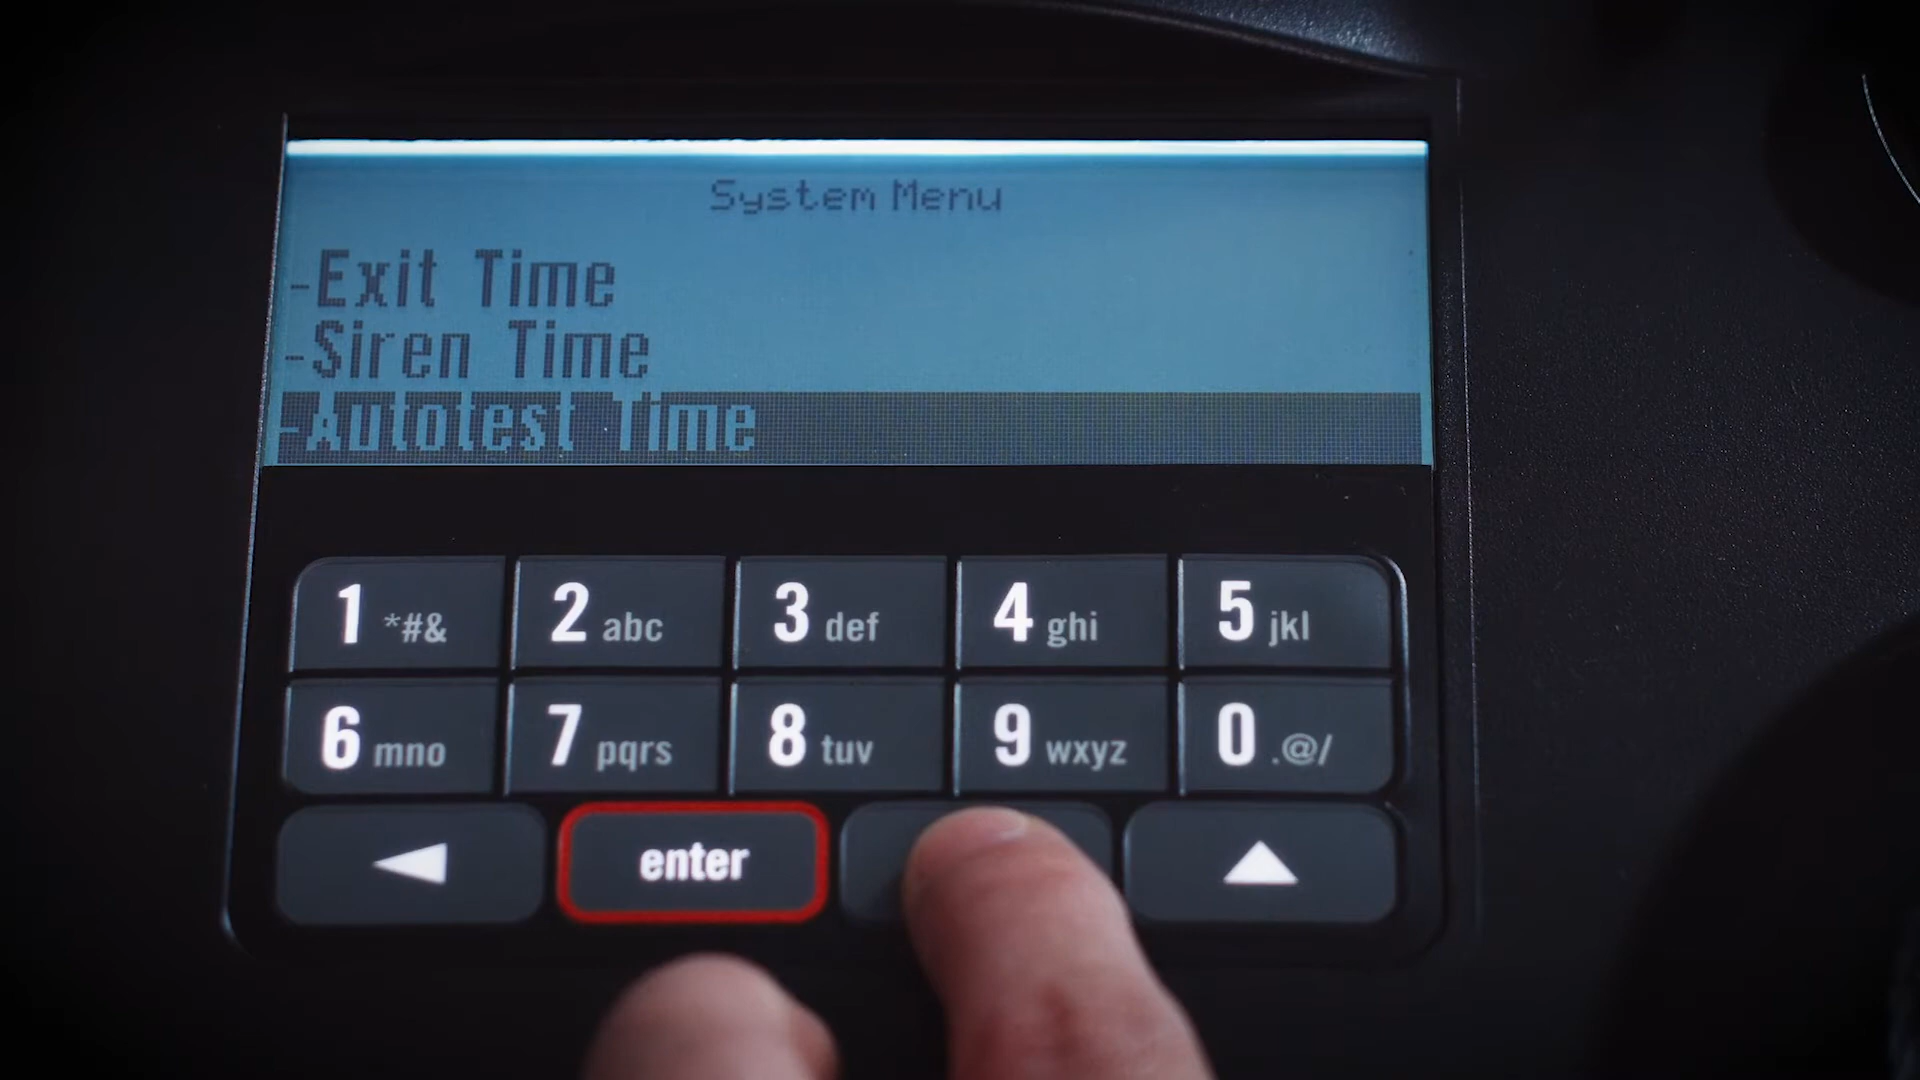 System Menu
-Exit Time
-Siren Time
-Autotest Time
1 *#& 2 abc 3 def 4 ghi 5 jkl
6 mno 7 pqrs 8 tuv 9 wxyz 0 .@/
enter